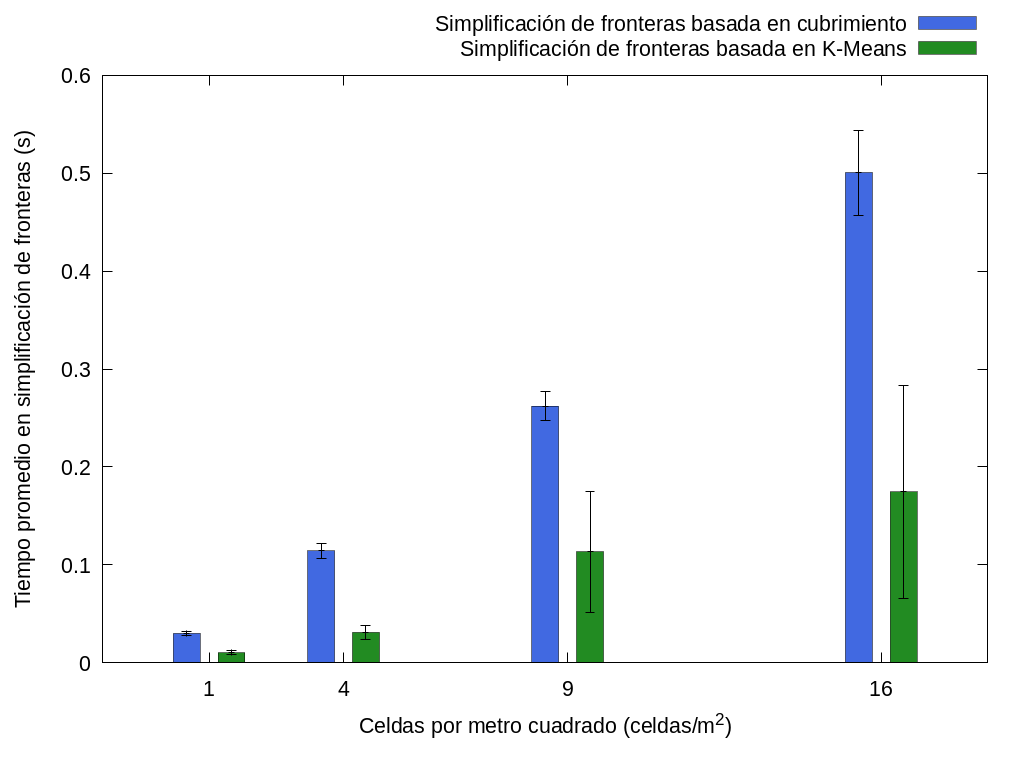 Simplificación de fronteras basada en cubrimiento
Simplificación de fronteras basada en K-Means
0.6
0.5
0.4
0.3
0.2
0.1
0
Tiempo promedio en simplificación de fronteras (s)
1 4 9 16
Celdas por metro cuadrado (celdas/m²)